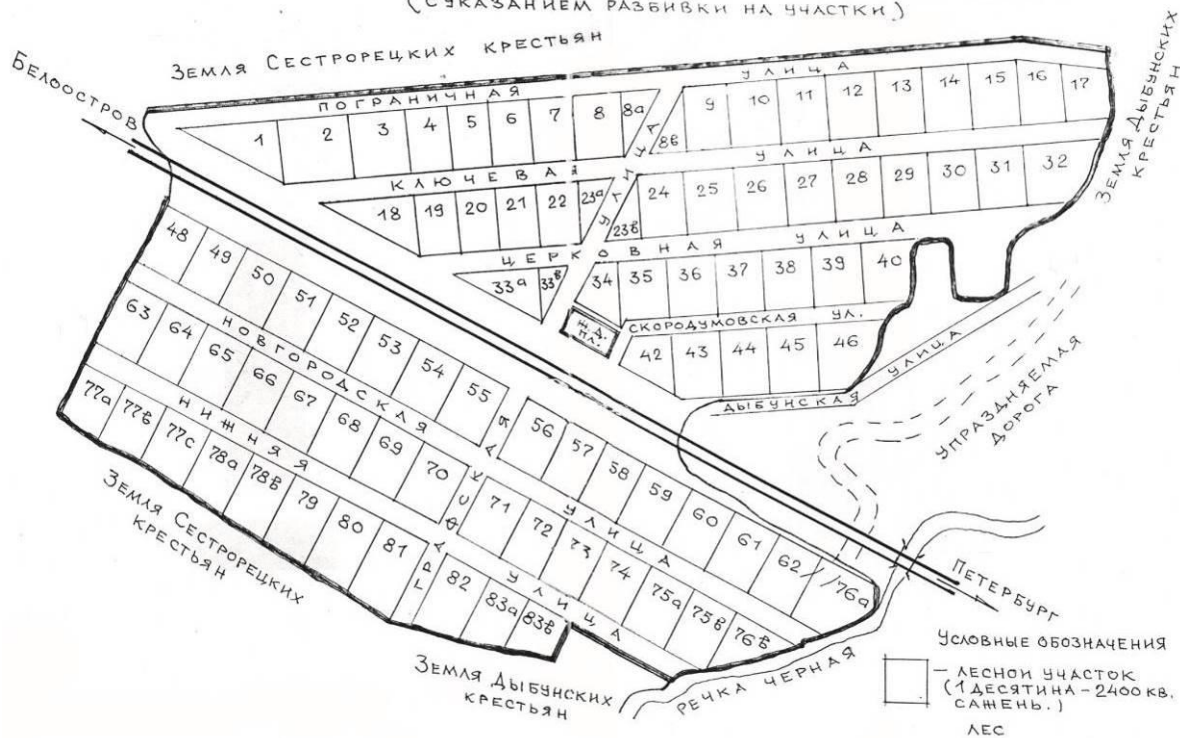 (С УКАЗАНИЕМ РАЗБИВКИ НА УЧАСТКИ)
ЗЕМЛЯ СЕСТРОРЕЦКИХ КРЕСТЬЯН
БЕЛООСТРОВ
ЗЕМЛЯ ДЫБУНСКИХ
КРЕСТЬЯН
ПОГРАНИЧНАЯ УЛИЦА
1 2 3 4 5 6 7 8 8а 8в 9 10 11 12 13 14 15 16 17
КЛЮЧЕВАЯ УЛИЦА
18 19 20 21 22 23а 23в 24 25 26 27 28 29 30 31 32
ЦЕРКОВНАЯ УЛИЦА
33а 33в 34 35 36 37 38 39 40
Ж.Д.
ПЛ.
СКОРОДУМОВСКАЯ УЛ.
42 43 44 45 46
ДЫБУНСКАЯ УЛИЦА
УПРАЗДНЯЕМАЯ
ДОРОГА
48 49 50 51 52 53 54 55 56 57 58 59 60 61 62 76а
НОВГОРОДСКАЯ УЛИЦА
63 64 65 66 67 68 69 70 71 72 73 74 75а 75в 76в
НИЖНЯЯ УЛИЦА
77а 77в 77с 78а 78в 79 80 81 82 83а 83в
ГРАФСКАЯ УЛИЦА
ЗЕМЛЯ СЕСТРОРЕЦКИХ
КРЕСТЬЯН
ЗЕМЛЯ ДЫБУНСКИХ
КРЕСТЬЯН
РЕЧКА ЧЕРНАЯ
ПЕТЕРБУРГ
УСЛОВНЫЕ ОБОЗНАЧЕНИЯ
– ЛЕСНОЙ УЧАСТОК
(1 ДЕСЯТИНА – 2400 КВ.
САЖЕНЬ.)
ЛЕС